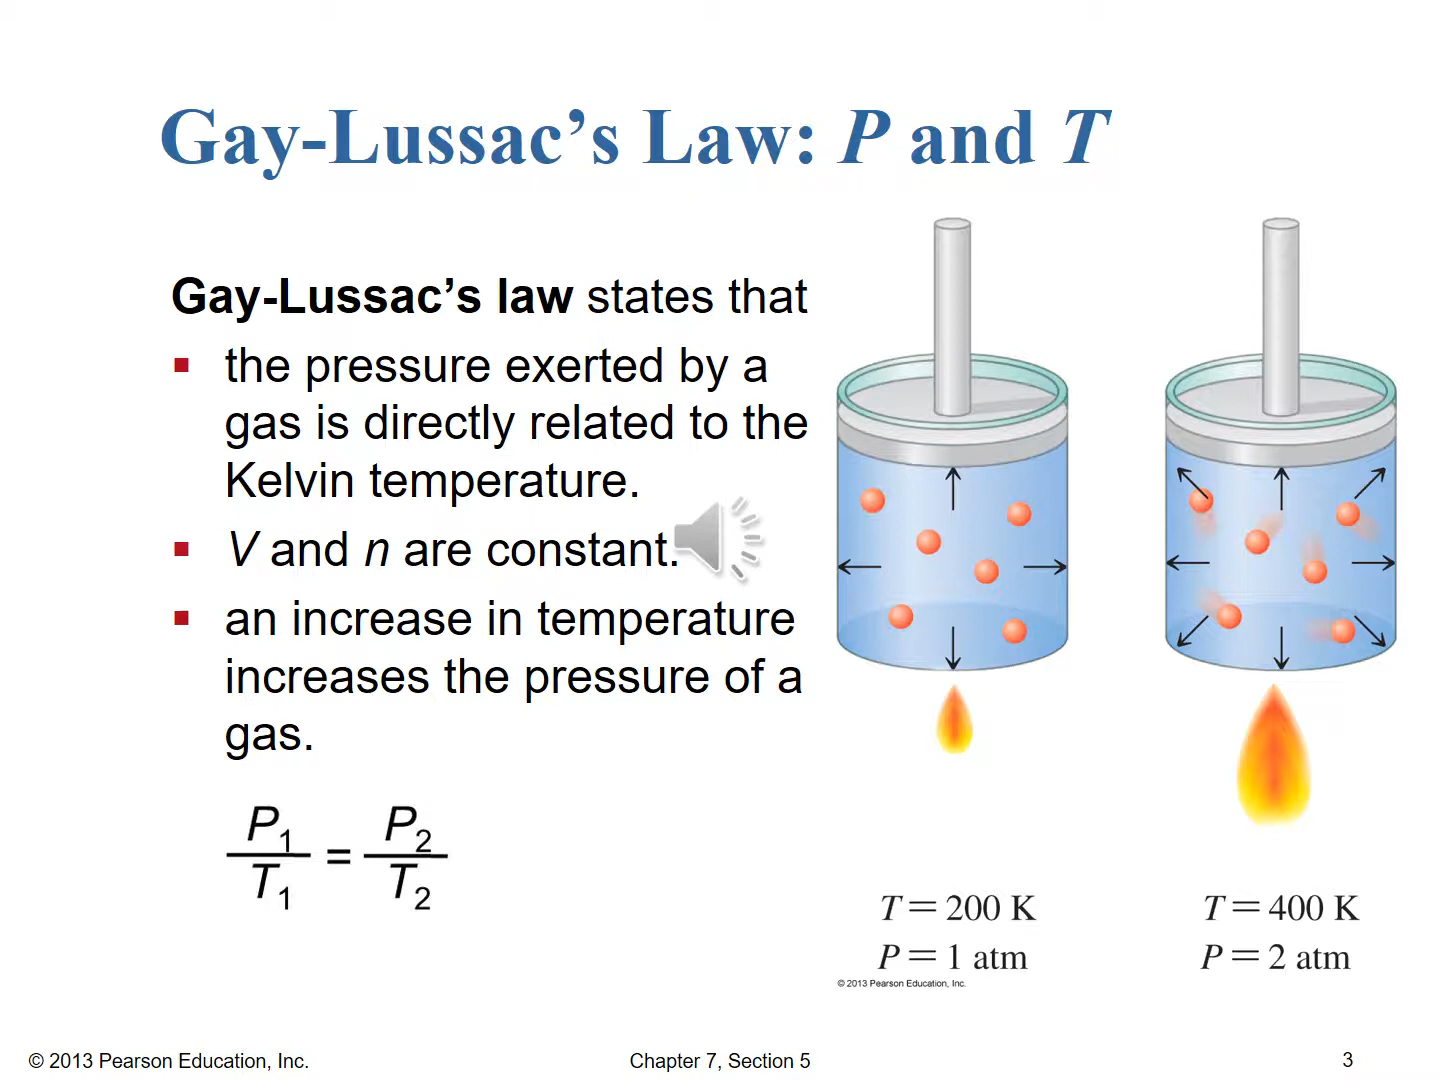 Gay-Lussac’s Law: P and T
Gay-Lussac’s law states that
▪ the pressure exerted by a
gas is directly related to the
Kelvin temperature.
▪ V and n are constant.
▪ an increase in temperature
increases the pressure of a
gas.
P₁ = P₂
T₁ T₂
T = 200 K
P = 1 atm
T = 400 K
P = 2 atm
© 2013 Pearson Education, Inc.
© 2013 Pearson Education, Inc.
Chapter 7, Section 5
3